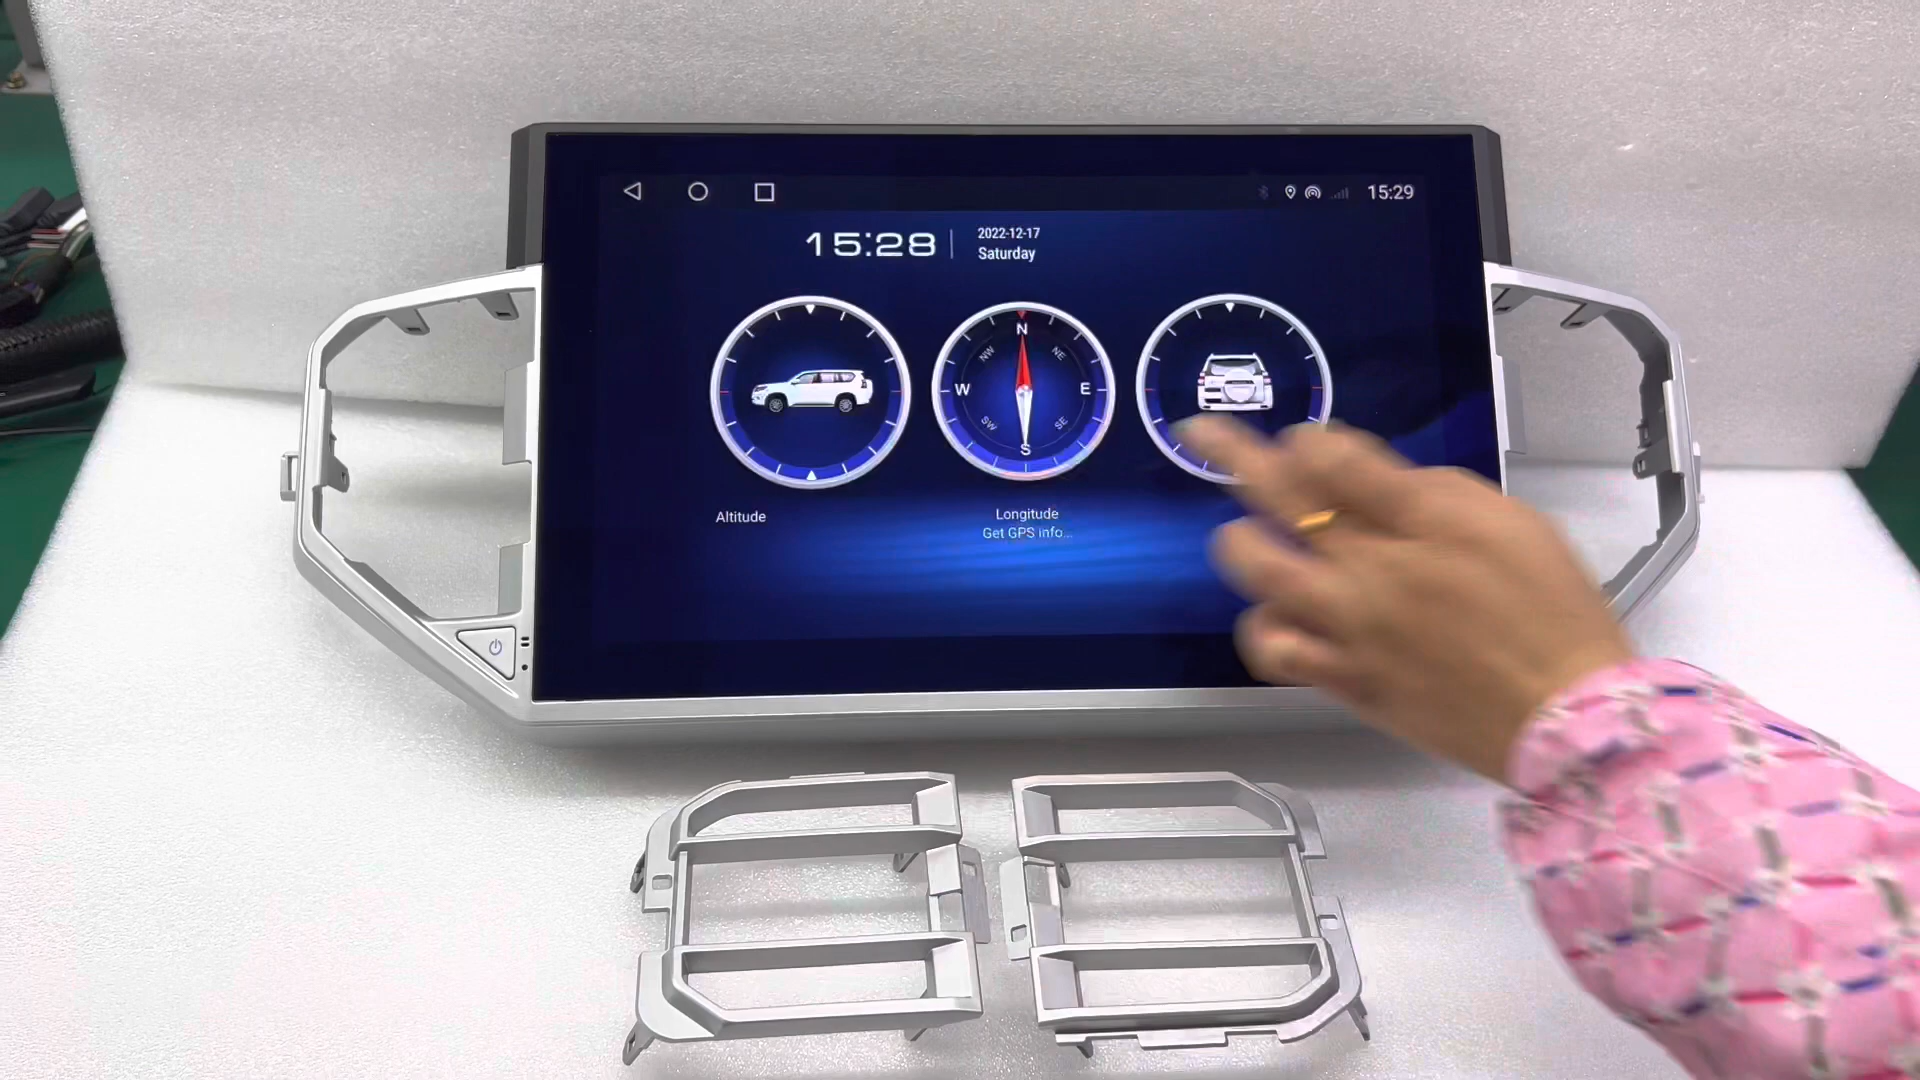 15:29
15:28
2022-12-17
Saturday
N
NW
NE
W
E
SW
SE
S
Altitude
Longitude
Get GPS info...